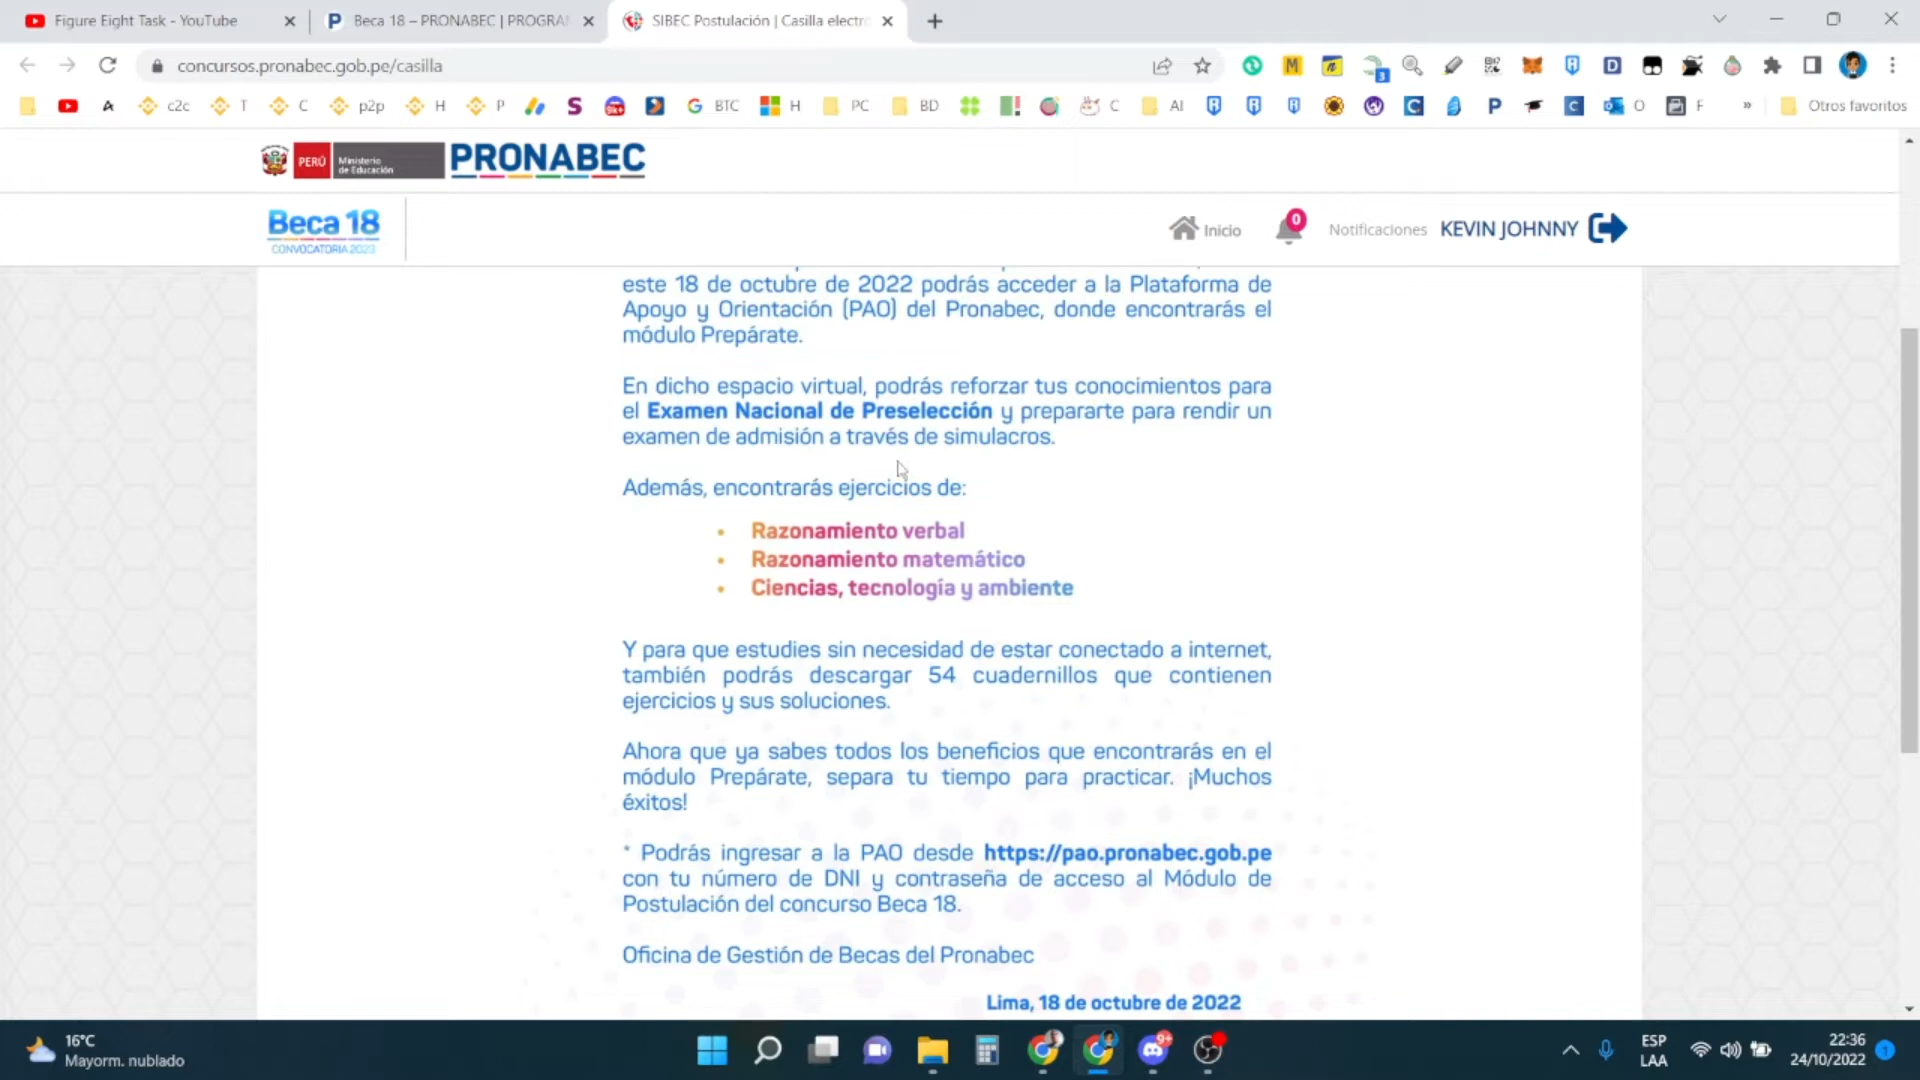 Figure Eight Task - YouTube
Beca 18 – PRONABEC | PROGRA
SIBEC Postulación | Casilla electro
concursos.pronabec.gob.pe/casilla
c2c
T
C
p2p
H
P
BTC
H
PC
BD
C
AI
O
F
»
Otros favoritos
PERÚ
Ministerio
de Educación
PRONABEC
Beca 18
CONVOCATORIA 2023
Inicio
0
Notificaciones
KEVIN JOHNNY
este 18 de octubre de 2022 podrás acceder a la Plataforma de
Apoyo y Orientación (PAO) del Pronabec, donde encontrarás el
módulo Prepárate.
En dicho espacio virtual, podrás reforzar tus conocimientos para
el Examen Nacional de Preselección y prepararte para rendir un
examen de admisión a través de simulacros.
Además, encontrarás ejercicios de:
• Razonamiento verbal
• Razonamiento matemático
• Ciencias, tecnología y ambiente
Y para que estudies sin necesidad de estar conectado a internet,
también podrás descargar 54 cuadernillos que contienen
ejercicios y sus soluciones.
Ahora que ya sabes todos los beneficios que encontrarás en el
módulo Prepárate, separa tu tiempo para practicar. ¡Muchos
éxitos!
* Podrás ingresar a la PAO desde https://pao.pronabec.gob.pe
con tu número de DNI y contraseña de acceso al Módulo de
Postulación del concurso Beca 18.
Oficina de Gestión de Becas del Pronabec
Lima, 18 de octubre de 2022
16°C
Mayorm. nublado
ESP
LAA
22:36
24/10/2022